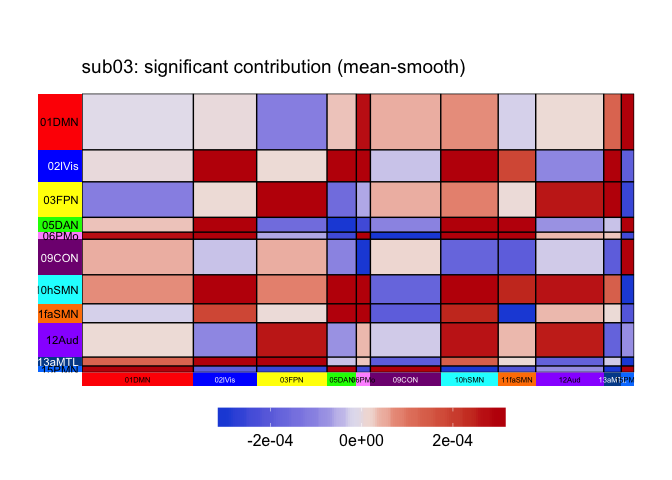 sub03: significant contribution (mean-smooth)
01DMN
02lVis
03FPN
05DAN
06PMo
09CON
10hSMN
11faSMN
12Aud
13aMTL
15PMN
01DMN 02lVis 03FPN 05DAN 06PMo 09CON 10hSMN 11faSMN 12Aud 13aMTL
-2e-04 0e+00 2e-04